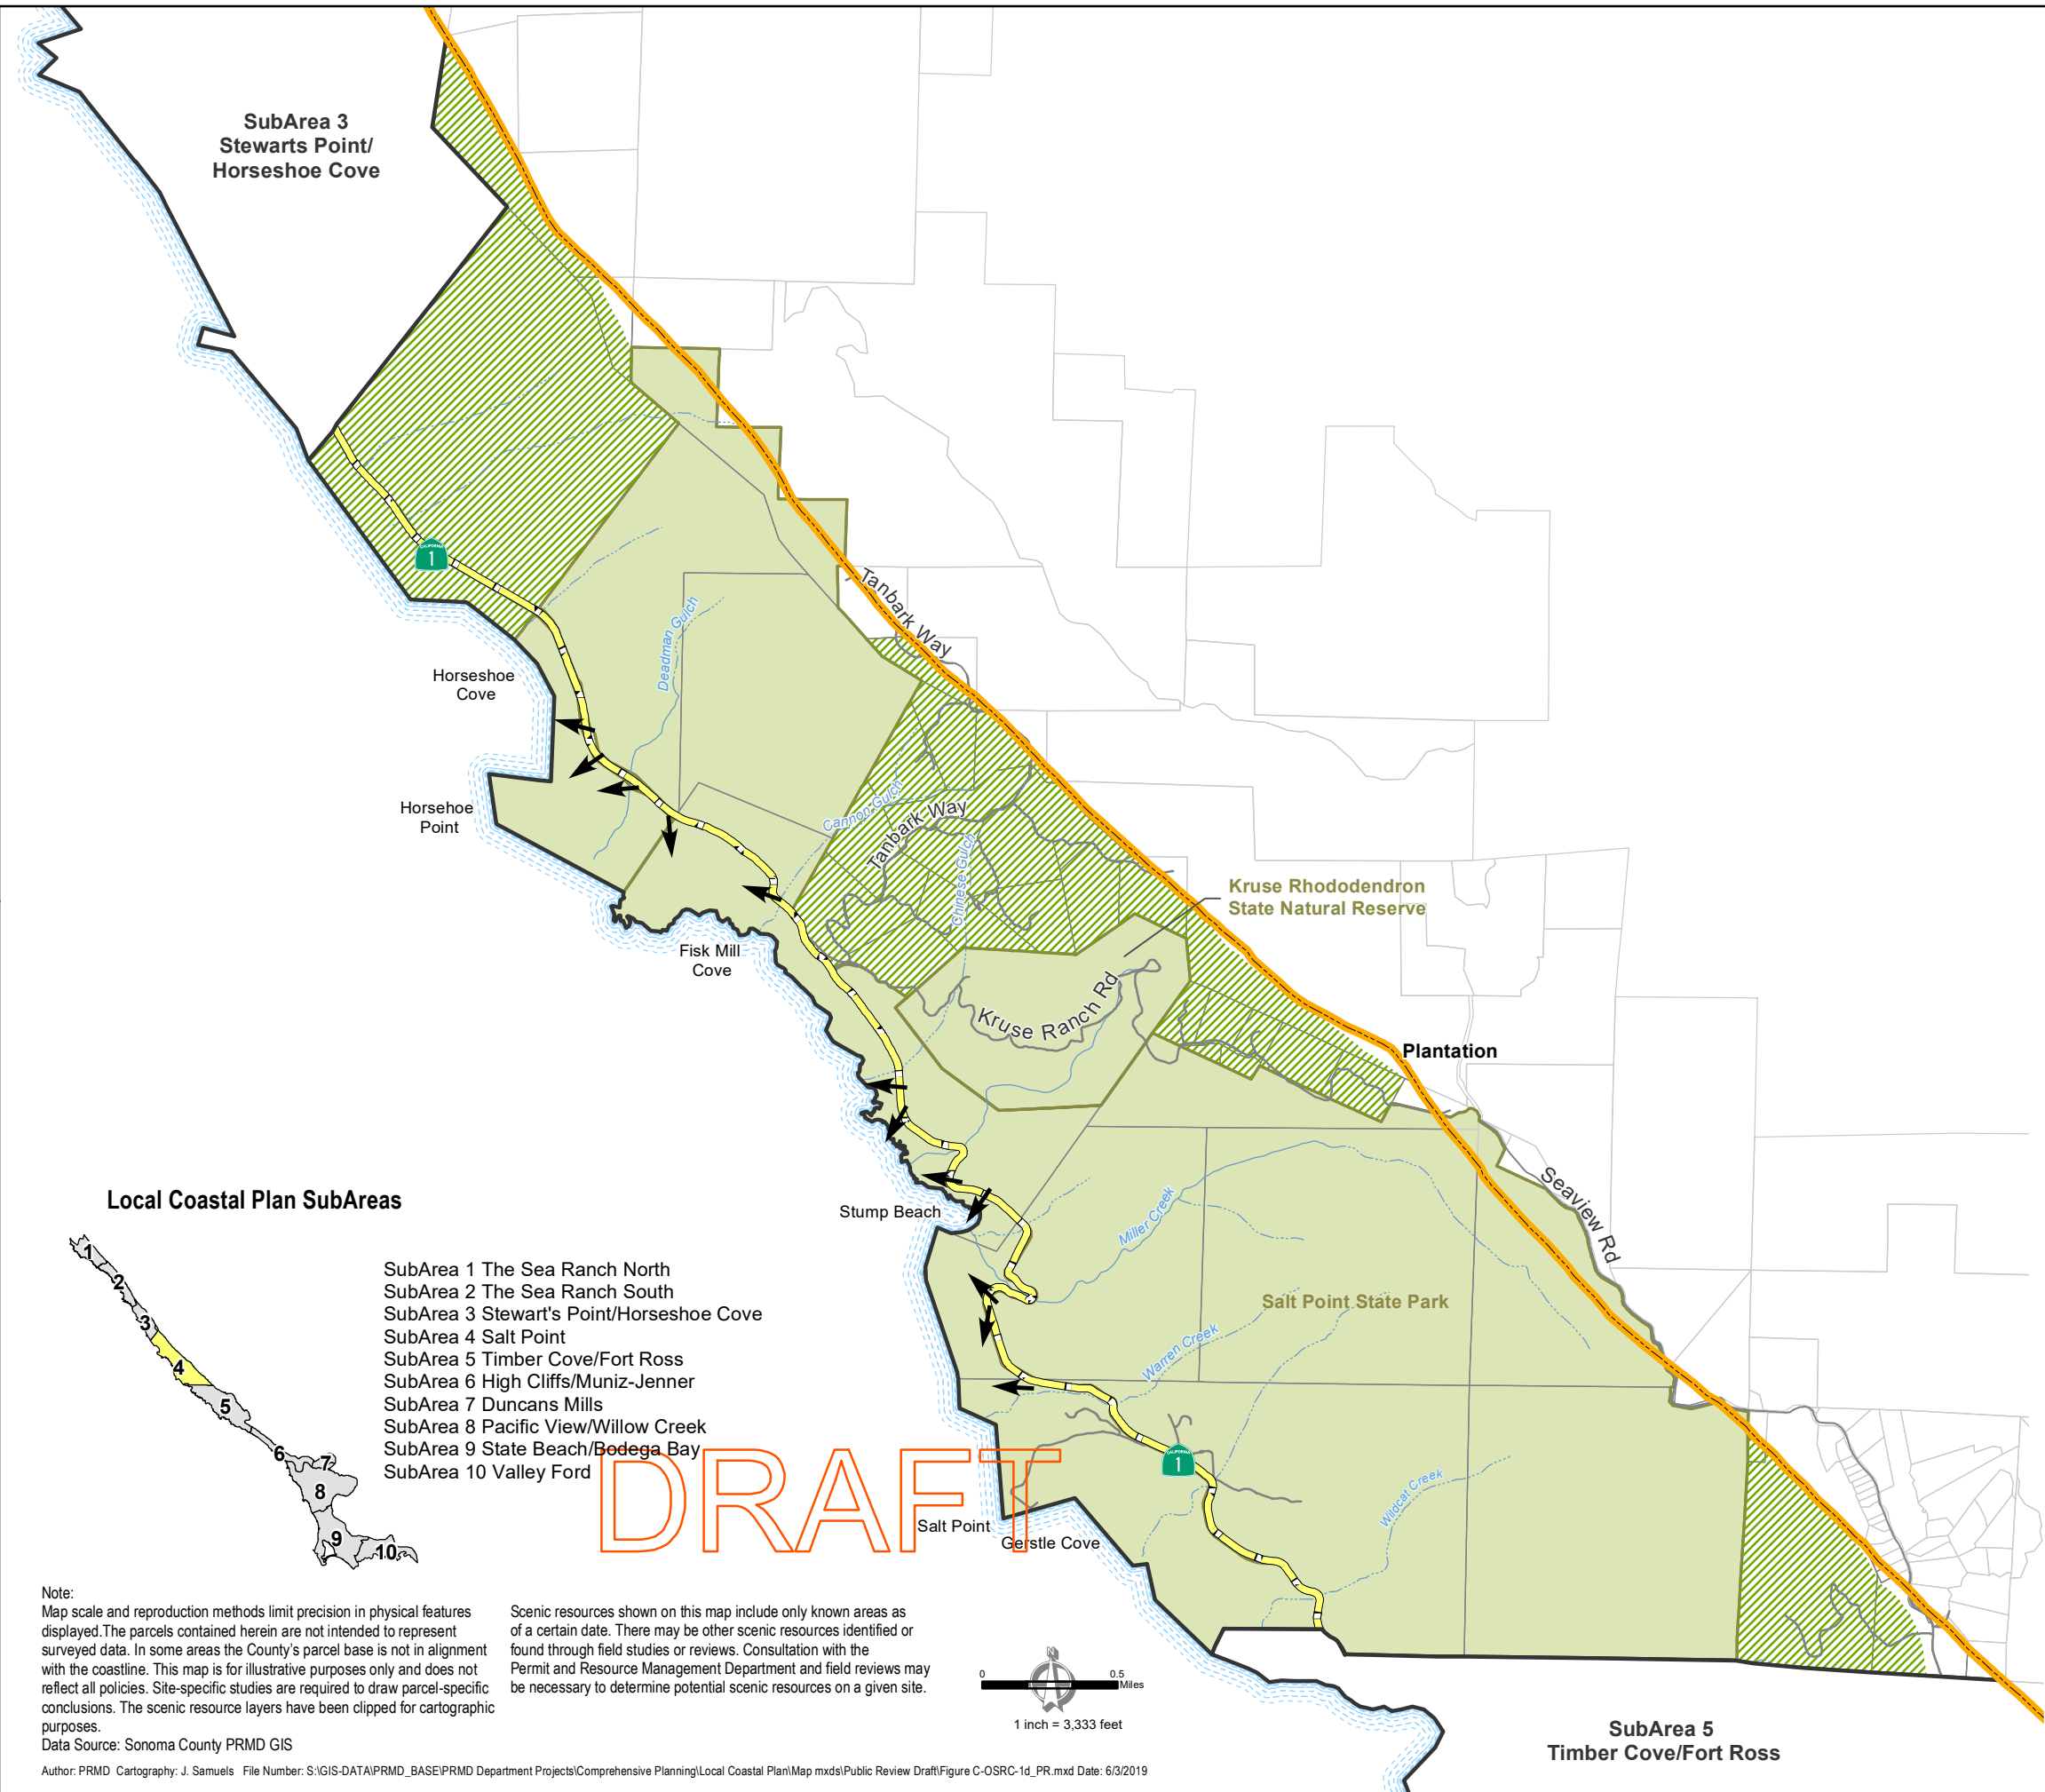 SubArea 3
Stewarts Point/
Horseshoe Cove
CALIFORNIA
1
Tanbark Way
Deadman Gulch
Horseshoe
Cove
Horsehoe
Point
Cannon Gulch
Tanbark Way
Chinese Gulch
Kruse Rhododendron
State Natural Reserve
Fisk Mill
Cove
Kruse Ranch Rd
Plantation
Seaview Rd
Stump Beach
Miller Creek
Salt Point State Park
Warren Creek
CALIFORNIA
1
Wildcat Creek
Salt Point
Gerstle Cove
Local Coastal Plan SubAreas
1
2
3
4
5
6
7
8
9
10
SubArea 1 The Sea Ranch North
SubArea 2 The Sea Ranch South
SubArea 3 Stewart's Point/Horseshoe Cove
SubArea 4 Salt Point
SubArea 5 Timber Cove/Fort Ross
SubArea 6 High Cliffs/Muniz-Jenner
SubArea 7 Duncans Mills
SubArea 8 Pacific View/Willow Creek
SubArea 9 State Beach/Bodega Bay
SubArea 10 Valley Ford
DRAFT
Note:
Map scale and reproduction methods limit precision in physical features
displayed.The parcels contained herein are not intended to represent
surveyed data. In some areas the County's parcel base is not in alignment
with the coastline. This map is for illustrative purposes only and does not
reflect all policies. Site-specific studies are required to draw parcel-specific
conclusions. The scenic resource layers have been clipped for cartographic
purposes.
Data Source: Sonoma County PRMD GIS
Scenic resources shown on this map include only known areas as
of a certain date. There may be other scenic resources identified or
found through field studies or reviews. Consultation with the
Permit and Resource Management Department and field reviews may
be necessary to determine potential scenic resources on a given site.
N
0 0.5
Miles
1 inch = 3,333 feet
SubArea 5
Timber Cove/Fort Ross
Author: PRMD Cartography: J. Samuels File Number: S:\GIS-DATA\PRMD_BASE\PRMD Department Projects\Comprehensive Planning\Local Coastal Plan\Map mxds\Public Review Draft\Figure C-OSRC-1d_PR.mxd Date: 6/3/2019